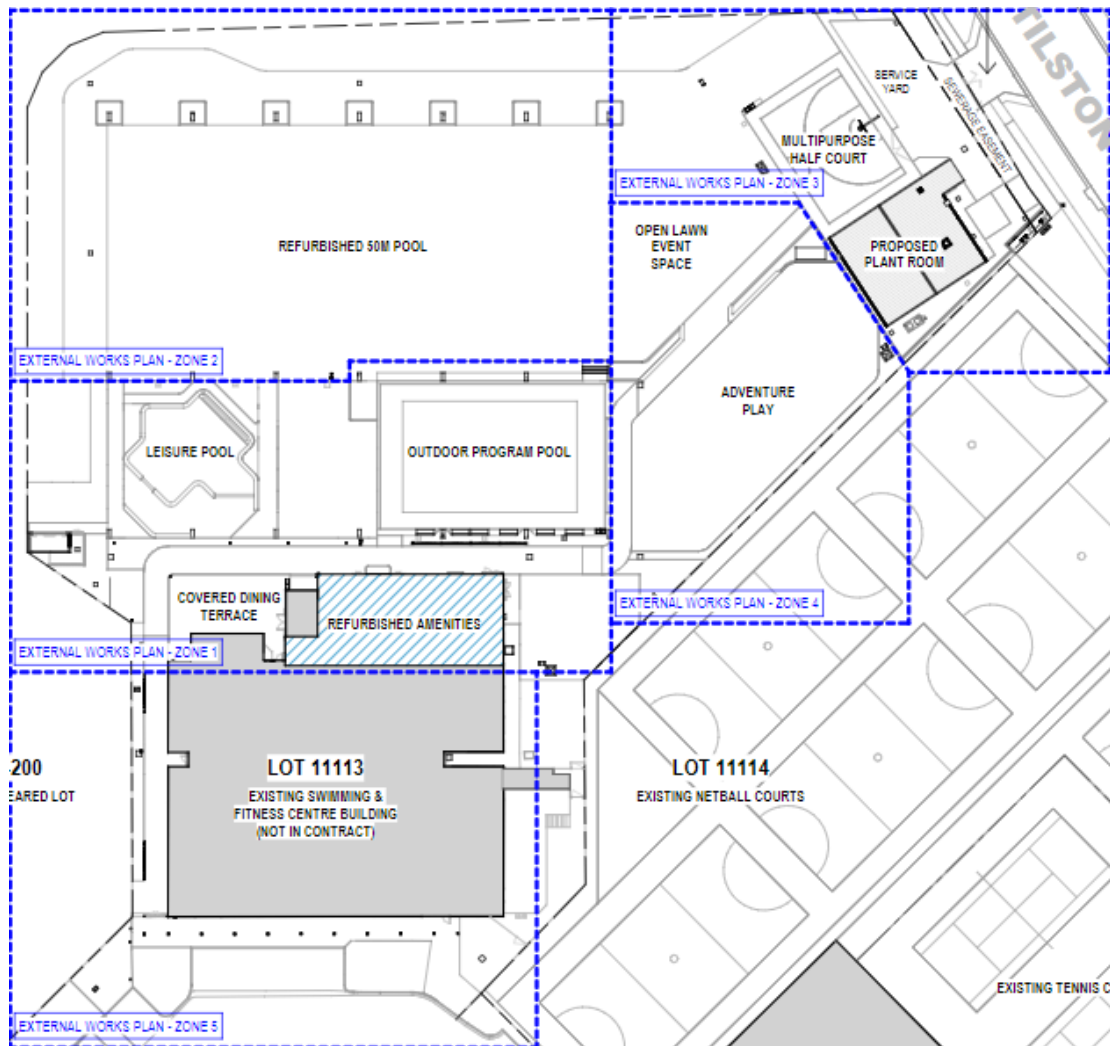 TILSTON
SERVICE
YARD
SEWERAGE EASEMENT
MULTIPURPOSE
HALF COURT
EXTERNAL WORKS PLAN - ZONE 3
REFURBISHED 50M POOL
OPEN LAWN
EVENT
SPACE
PROPOSED
PLANT ROOM
EXTERNAL WORKS PLAN - ZONE 2
ADVENTURE
PLAY
LEISURE POOL
OUTDOOR PROGRAM POOL
COVERED DINING
TERRACE
REFURBISHED AMENITIES
EXTERNAL WORKS PLAN - ZONE 4
EXTERNAL WORKS PLAN - ZONE 1
200
EARED LOT
LOT 11113
EXISTING SWIMMING &
FITNESS CENTRE BUILDING
(NOT IN CONTRACT)
LOT 11114
EXISTING NETBALL COURTS
EXISTING TENNIS C
EXTERNAL WORKS PLAN - ZONE 5